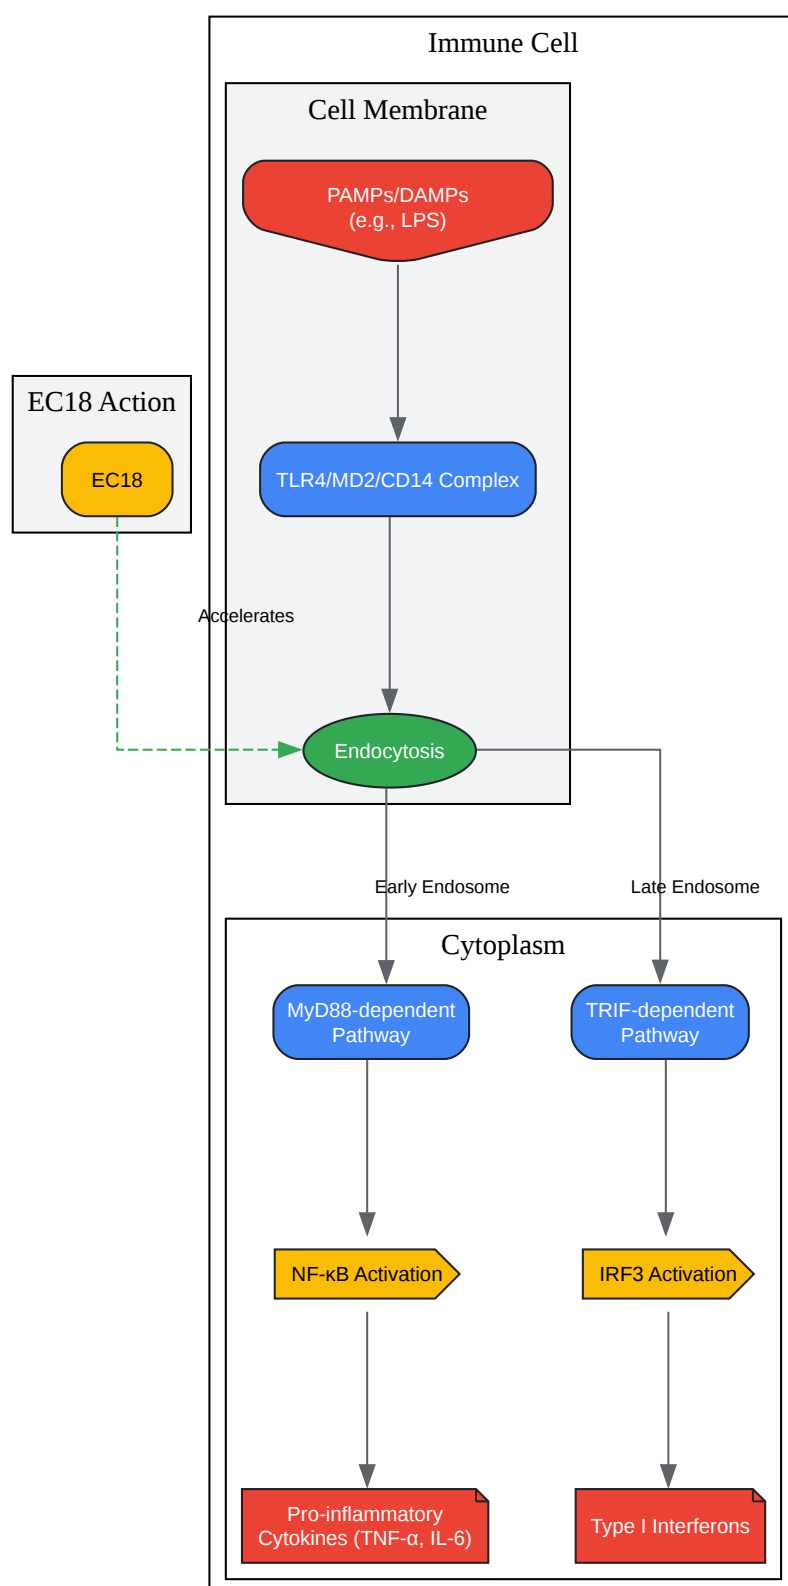 Immune Cell
Cell Membrane
PAMPs/DAMPs
(e.g., LPS)
EC18 Action
EC18
TLR4/MD2/CD14 Complex
Accelerates
Endocytosis
Early Endosome
Late Endosome
Cytoplasm
MyD88-dependent
Pathway
TRIF-dependent
Pathway
NF-κB Activation
IRF3 Activation
Pro-inflammatory
Cytokines (TNF-α, IL-6)
Type I Interferons